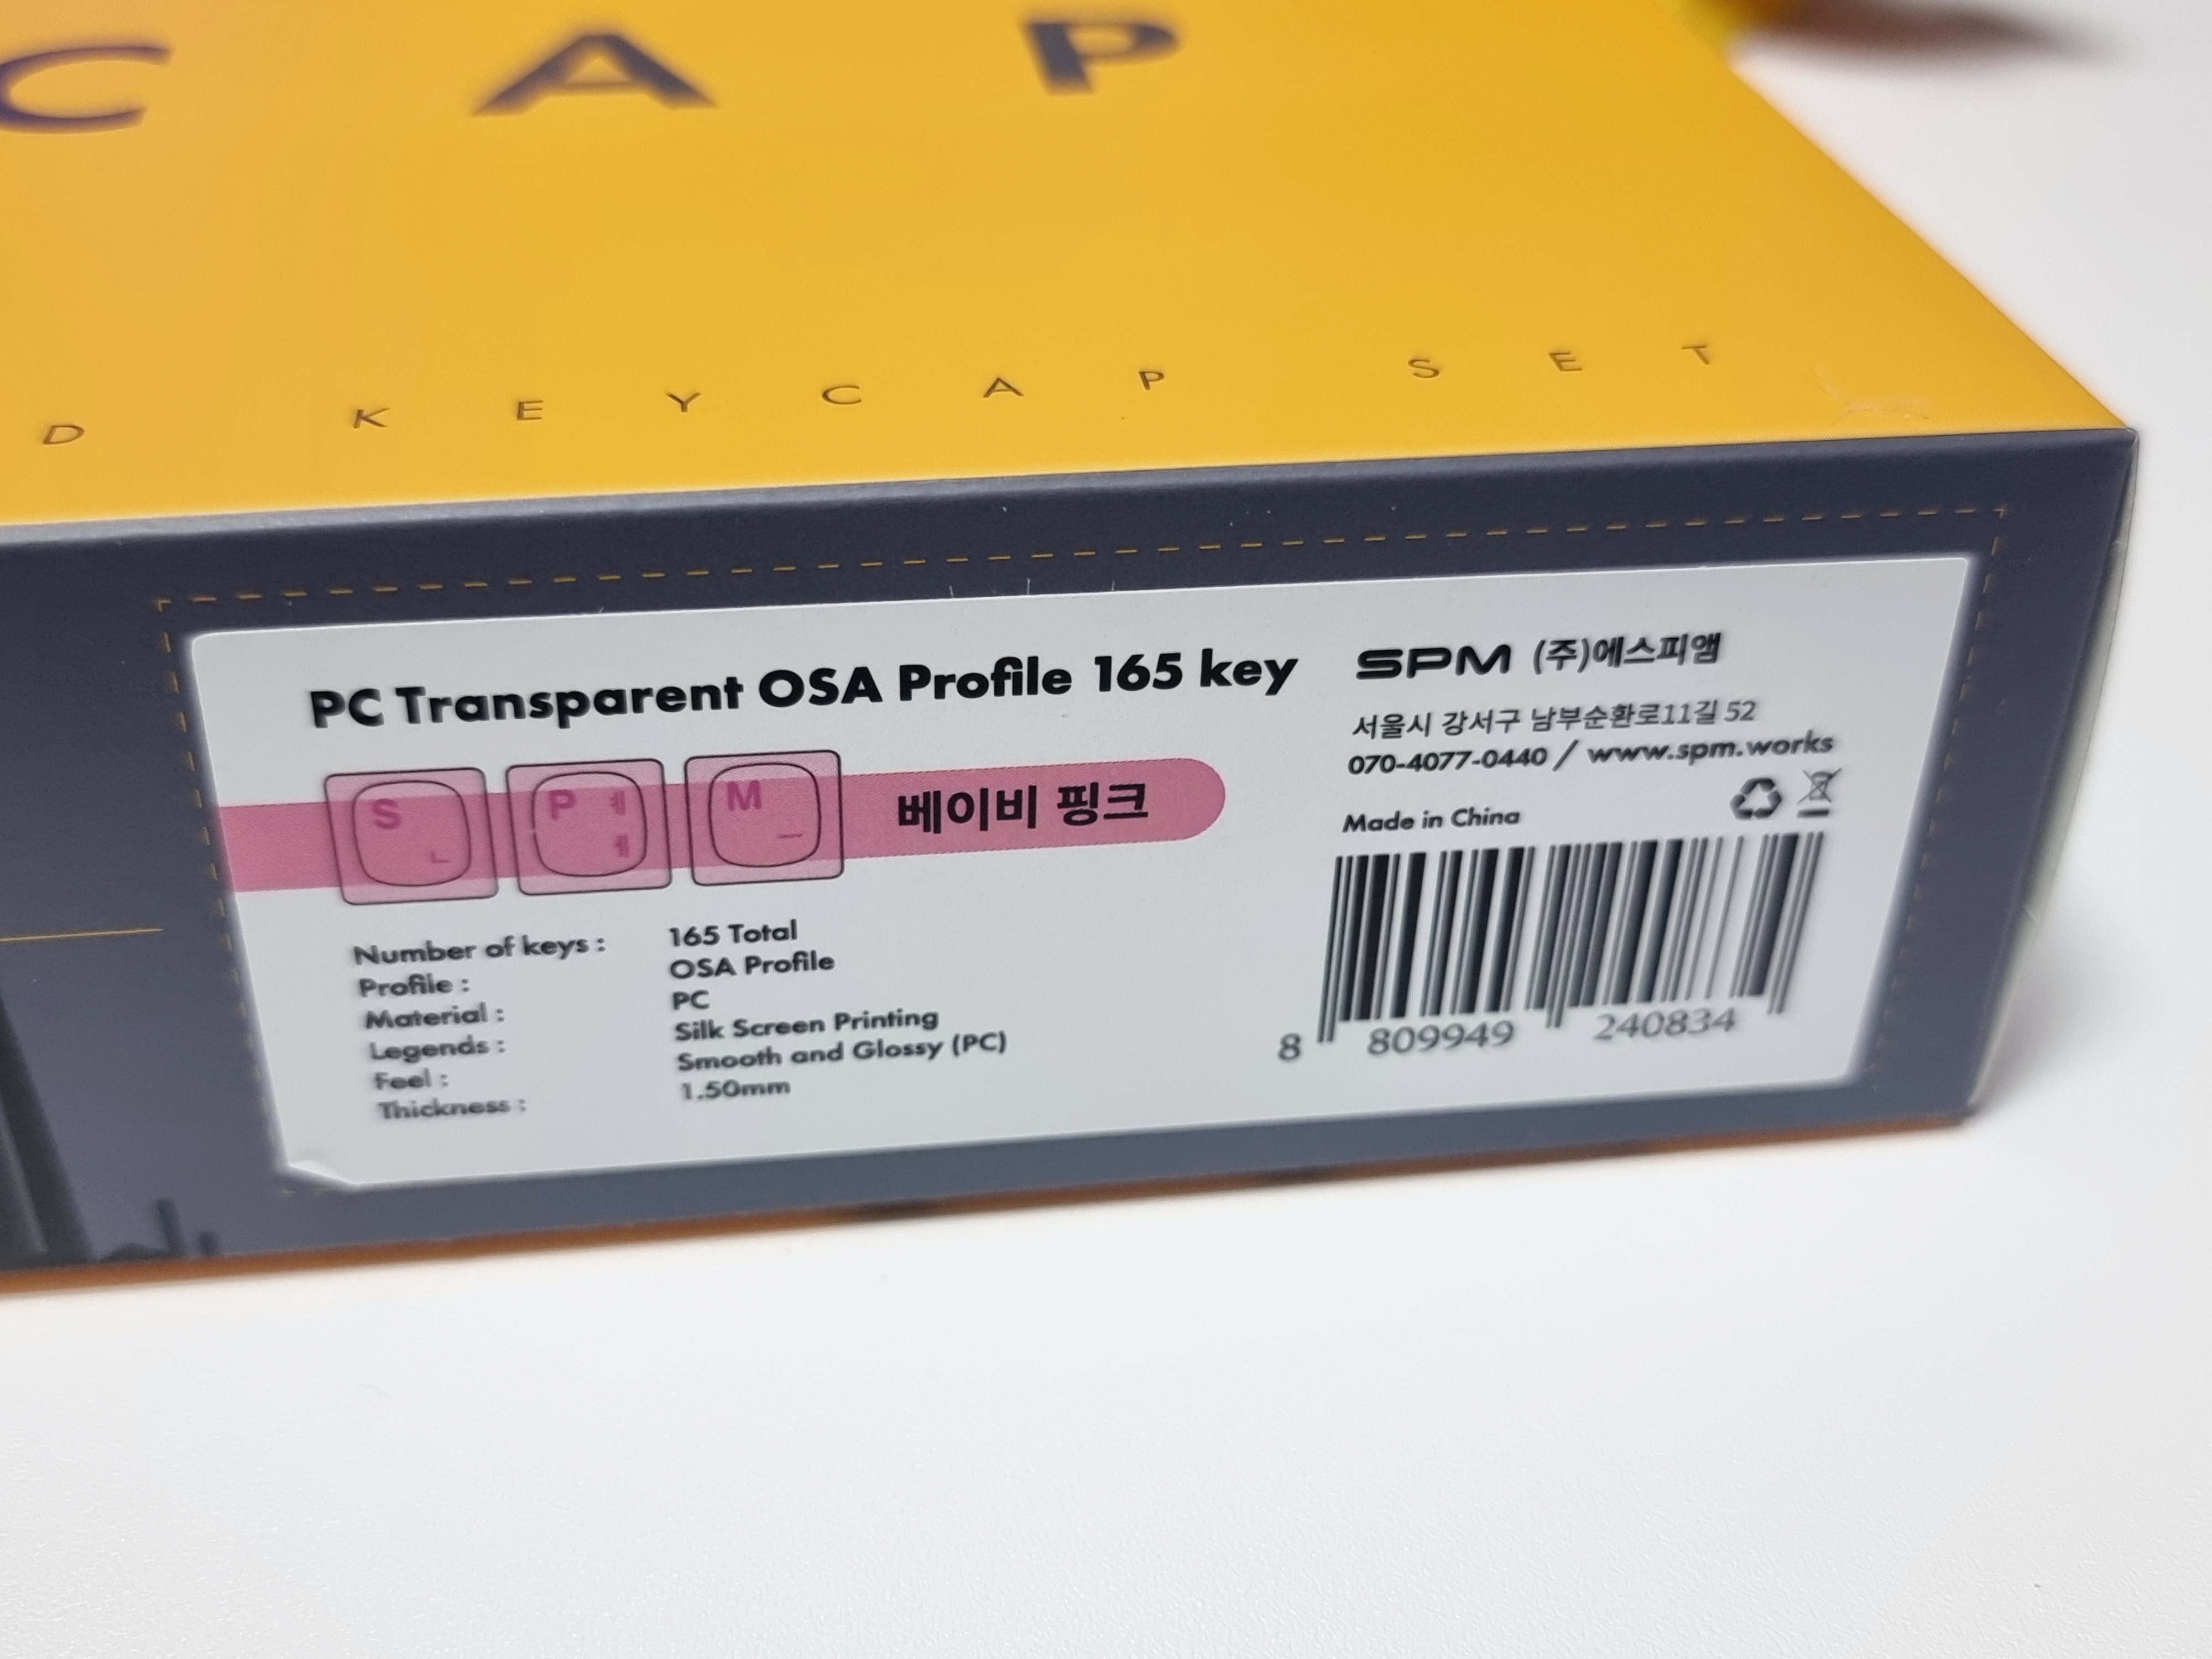 C A P
D KEYCAP SET
PC Transparent OSA Profile 165 key
S ㄴ
P ㅔ ㅖ
M ㅡ
베이비 핑크
Number of keys : 165 Total
Profile : OSA Profile
Material : PC
Legends : Silk Screen Printing
Feel : Smooth and Glossy (PC)
Thickness : 1.50mm
SPM (주)에스피앰
서울시 강서구 남부순환로11길 52
070-4077-0440 / www.spm.works
Made in China
8 809949 240834